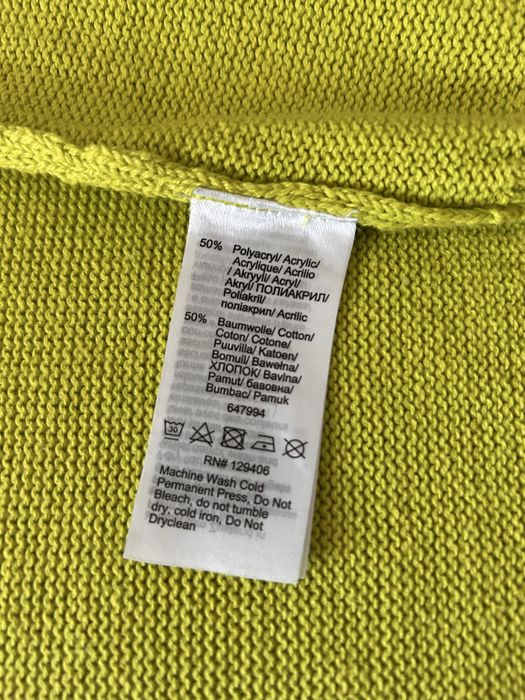 50% Polyacryl/ Acrylic/
Acrylique/ Acrilio
/ Akryyli/ Acryl/
Akryl/ ПОЛИАКРИЛ/
Poliakril/
поліакрил/ Acrilic
50% Baumwolle/ Cotton/
Coton/ Cotone/
Puuvilla/ Katoen/
Bomull/ Bawełna/
ХЛОПОК/ Bavlna/
Pamut/ бавовна/
Bumbac/ Pamuk
647994
30
RN# 129406
Machine Wash Cold
Permanent Press, Do Not
Bleach, do not tumble
dry, cold iron, Do Not
Dryclean